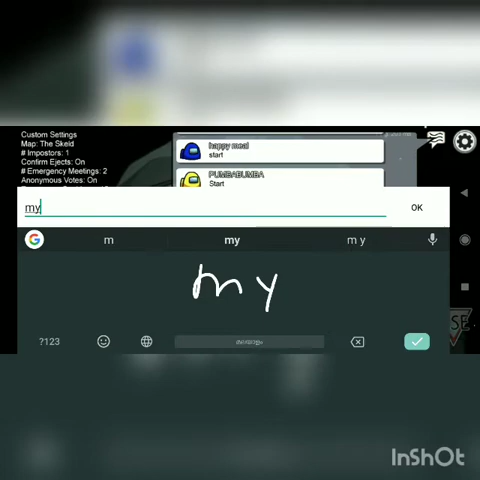 Custom Settings
Map: The Skeld
# Impostors: 1
Confirm Ejects: On
# Emergency Meetings: 2
Anonymous Votes: On
happy meal
start
PUMBABUMBA
Start
my
OK
m
my
m y
my
?123
മലയാളം
InShOt